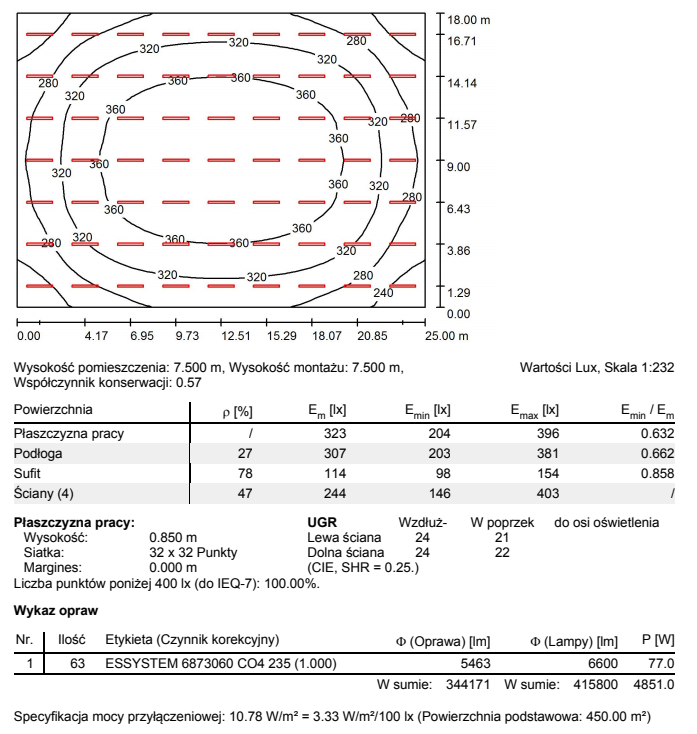 18.00 m
320 320 280 16.71
320
280 360 360 14.14
320 360
360 320 280 11.57
360
360 9.00
320 360 320
360 280 6.43
360
280 320 360 360 320 3.86
320 320 280
240 1.29
0.00
0.00 4.17 6.95 9.73 12.51 15.29 18.07 20.85 25.00 m
Wysokość pomieszczenia: 7.500 m, Wysokość montażu: 7.500 m, Wartości Lux, Skala 1:232
Współczynnik konserwacji: 0.57
Powierzchnia ρ [%] Em [lx] Emin [lx] Emax [lx] Emin / Em
Płaszczyzna pracy / 323 204 396 0.632
Podłoga 27 307 203 381 0.662
Sufit 78 114 98 154 0.858
Ściany (4) 47 244 146 403 /
Płaszczyzna pracy: UGR Wzdłuż- W poprzek do osi oświetlenia
Wysokość: 0.850 m Lewa ściana 24 21
Siatka: 32 x 32 Punkty Dolna ściana 24 22
Margines: 0.000 m (CIE, SHR = 0.25.)
Liczba punktów poniżej 400 lx (do IEQ-7): 100.00%.
Wykaz opraw
Nr. Ilość Etykieta (Czynnik korekcyjny) Φ (Oprawa) [lm] Φ (Lampy) [lm] P [W]
1 63 ESSYSTEM 6873060 CO4 235 (1.000) 5463 6600 77.0
W sumie: 344171 W sumie: 415800 4851.0
Specyfikacja mocy przyłączeniowej: 10.78 W/m² = 3.33 W/m²/100 lx (Powierzchnia podstawowa: 450.00 m²)